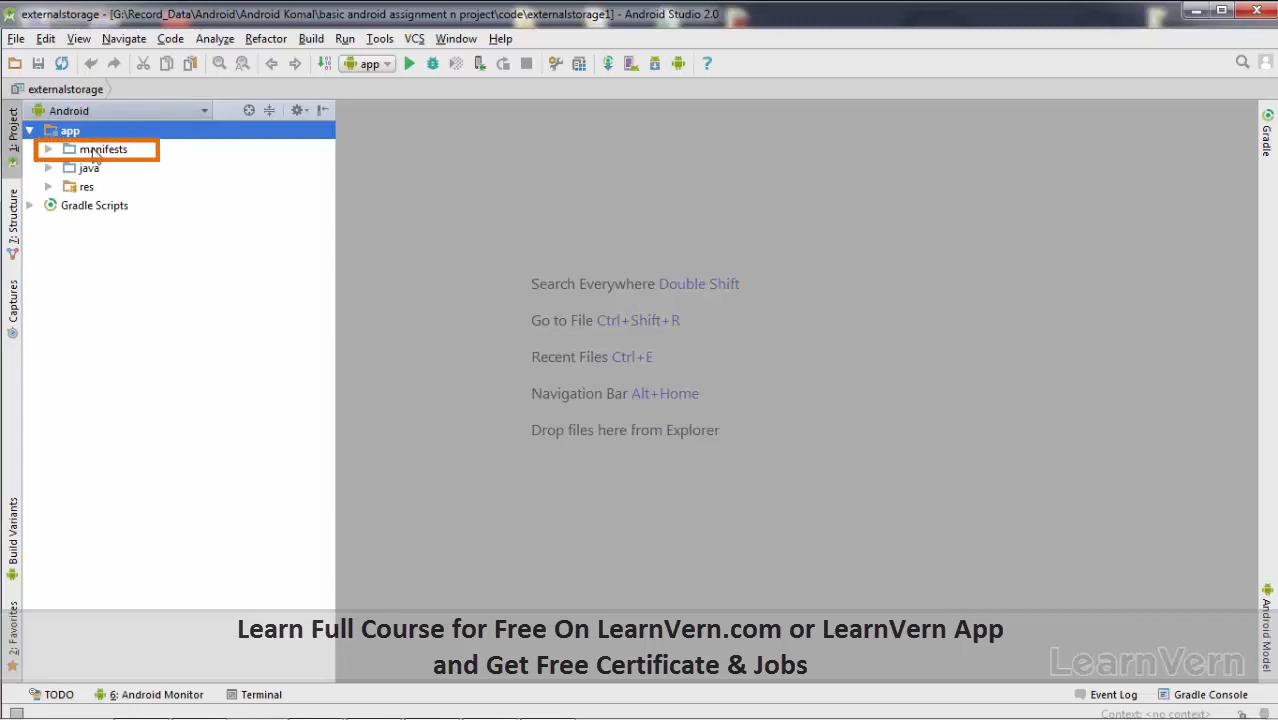 externalstorage - [G:\Record_Data\Android\Android Komal\basic android assignment n project\code\externalstorage1] - Android Studio 2.0
File Edit View Navigate Code Analyze Refactor Build Run Tools VCS Window Help
app
externalstorage
Android
1: Project
app
manifests
java
res
Gradle Scripts
7: Structure
Captures
Build Variants
2: Favorites
Gradle
Android Model
Search Everywhere Double Shift
Go to File Ctrl+Shift+R
Recent Files Ctrl+E
Navigation Bar Alt+Home
Drop files here from Explorer
Learn Full Course for Free On LearnVern.com or LearnVern App
and Get Free Certificate & Jobs
LearnVern
TODO 6: Android Monitor Terminal Event Log Gradle Console
Context: <no context>